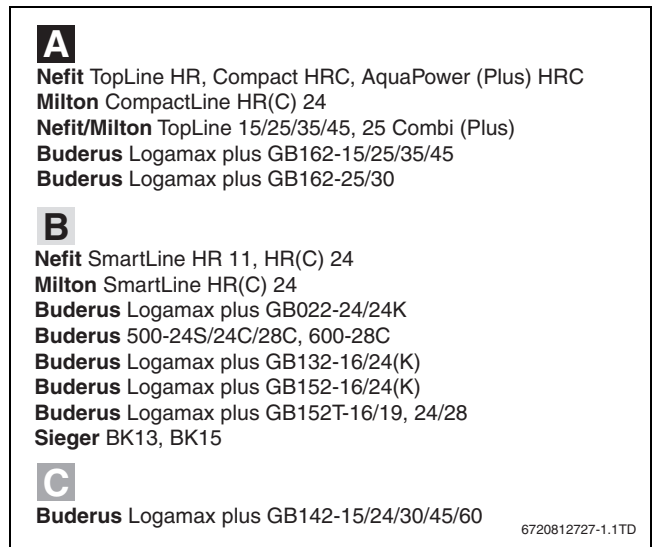 A
Nefit TopLine HR, Compact HRC, AquaPower (Plus) HRC
Milton CompactLine HR(C) 24
Nefit/Milton TopLine 15/25/35/45, 25 Combi (Plus)
Buderus Logamax plus GB162-15/25/35/45
Buderus Logamax plus GB162-25/30
B
Nefit SmartLine HR 11, HR(C) 24
Milton SmartLine HR(C) 24
Buderus Logamax plus GB022-24/24K
Buderus 500-24S/24C/28C, 600-28C
Buderus Logamax plus GB132-16/24(K)
Buderus Logamax plus GB152-16/24(K)
Buderus Logamax plus GB152T-16/19, 24/28
Sieger BK13, BK15
C
Buderus Logamax plus GB142-15/24/30/45/60
6720812727-1.1TD